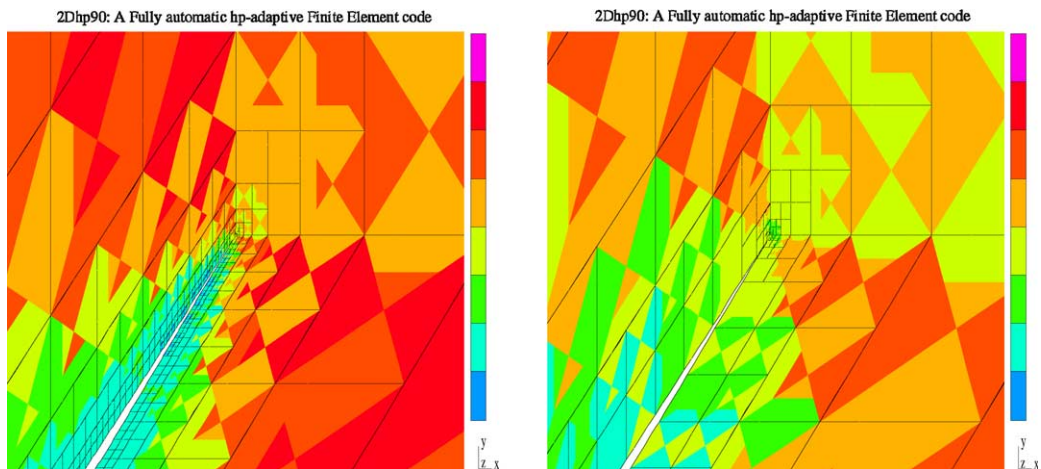 2Dhp90: A Fully automatic hp-adaptive Finite Element code
2Dhp90: A Fully automatic hp-adaptive Finite Element code
y
z x
y
z x